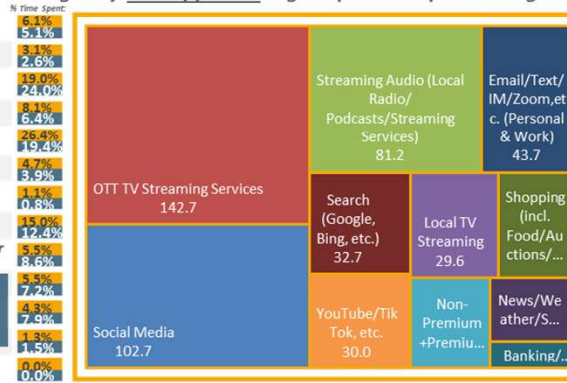 % Time Spent:
6.1%
5.1%
3.1%
2.6%
19.0%
24.0%
8.1%
6.4%
26.4%
19.4%
4.7%
3.9%
1.1%
0.8%
15.0%
12.4%
5.5%
8.6%
5.5%
7.2%
4.3%
7.9%
1.3%
1.5%
0.0%
0.0%
OTT TV Streaming Services
142.7
Social Media
102.7
Streaming Audio (Local
Radio/
Podcasts/Streaming
Services)
81.2
Email/Text/
IM/Zoom,et
c. (Personal
& Work)
43.7
Search
(Google,
Bing, etc.)
32.7
Local TV
Streaming
29.6
Shopping
(incl.
Food/Au
ctions/...
YouTube/Tik
Tok, etc.
30.0
Non-
Premium
+Premiu...
News/We
ather/S...
Banking/..